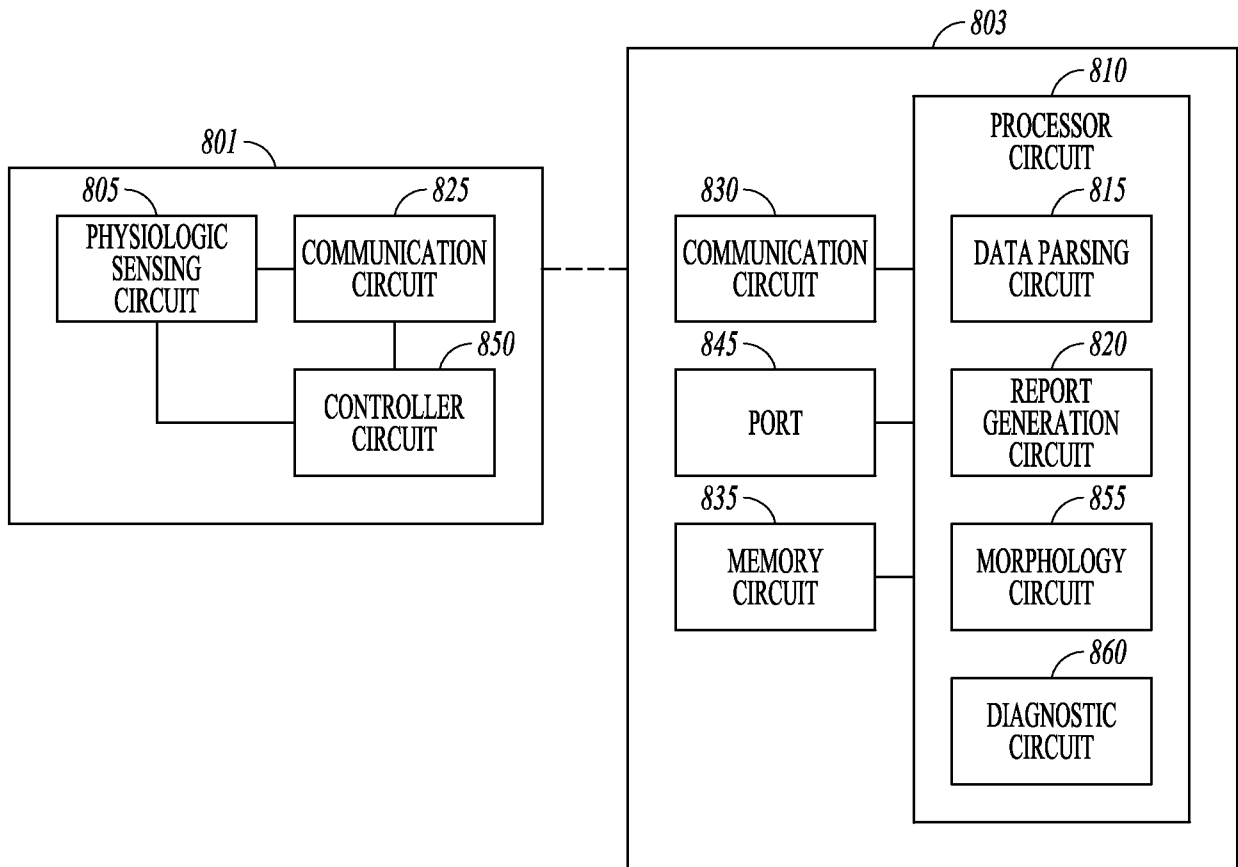 803
810
PROCESSOR
CIRCUIT
801
805
825
830
815
PHYSIOLOGIC
SENSING
CIRCUIT
COMMUNICATION
CIRCUIT
COMMUNICATION
CIRCUIT
DATA PARSING
CIRCUIT
850
845
820
CONTROLLER
CIRCUIT
PORT
REPORT
GENERATION
CIRCUIT
835
855
MEMORY
CIRCUIT
MORPHOLOGY
CIRCUIT
860
DIAGNOSTIC
CIRCUIT